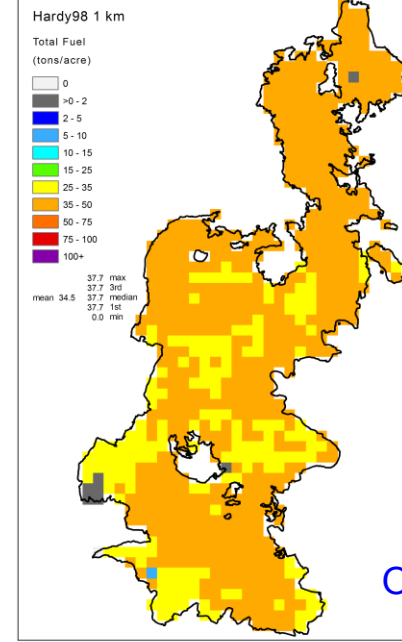 Hardy98 1 km
Total Fuel
(tons/acre)
0
>0 - 2
2 - 5
5 - 10
10 - 15
15 - 25
25 - 35
35 - 50
50 - 75
75 - 100
100+
37.7 max
37.7 3rd
mean 34.5 37.7 median
37.7 1st
0.0 min
C